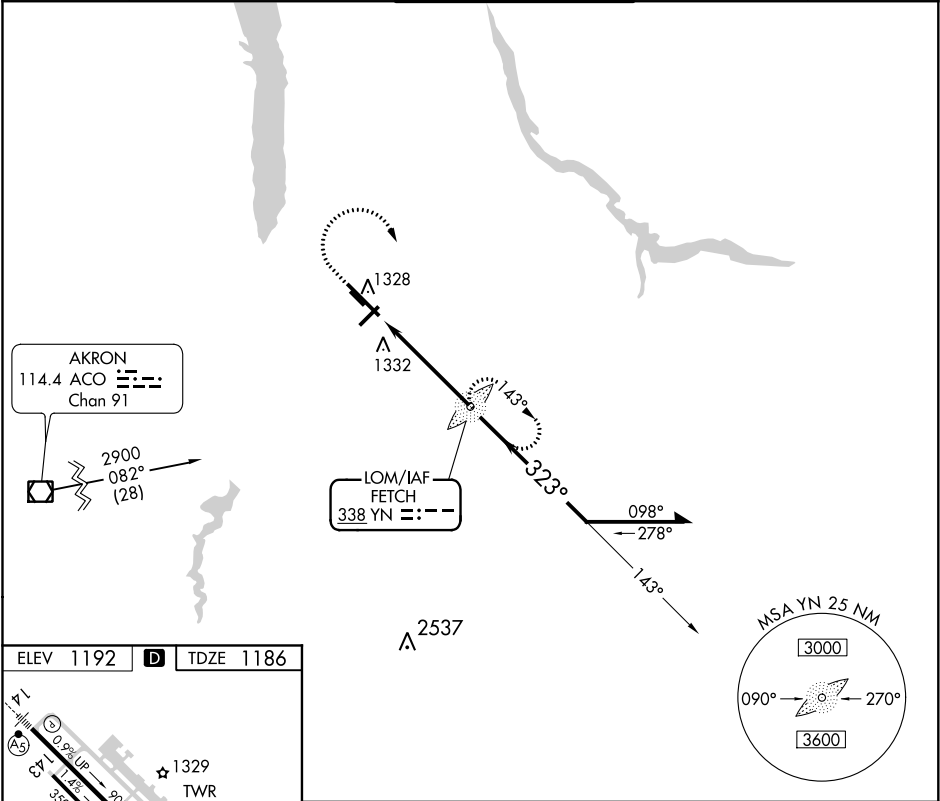 1328
1332
AKRON
114.4 ACO
Chan 91
2900
082°
(28)
143°
LOM/IAF
FETCH
338 YN
323°
098°
278°
143°
2537
MSA YN 25 NM
3000
090°
270°
3600
ELEV 1192 D TDZE 1186
14
P
A5
0.9% UP
1.4%
1329
TWR